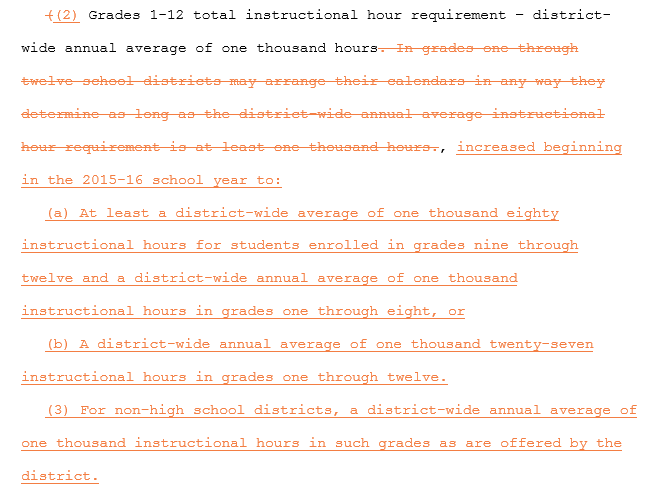 ((2) Grades 1-12 total instructional hour requirement – district-
wide annual average of one thousand hours. In grades one through
twelve school districts may arrange their calendars in any way they
determine as long as the district-wide annual average instructional
hour requirement is at least one thousand hours., increased beginning
in the 2015-16 school year to:
(a) At least a district-wide average of one thousand eighty
instructional hours for students enrolled in grades nine through
twelve and a district-wide annual average of one thousand
instructional hours in grades one through eight, or
(b) A district-wide annual average of one thousand twenty-seven
instructional hours in grades one through twelve.
(3) For non-high school districts, a district-wide annual average of
one thousand instructional hours in such grades as are offered by the
district.